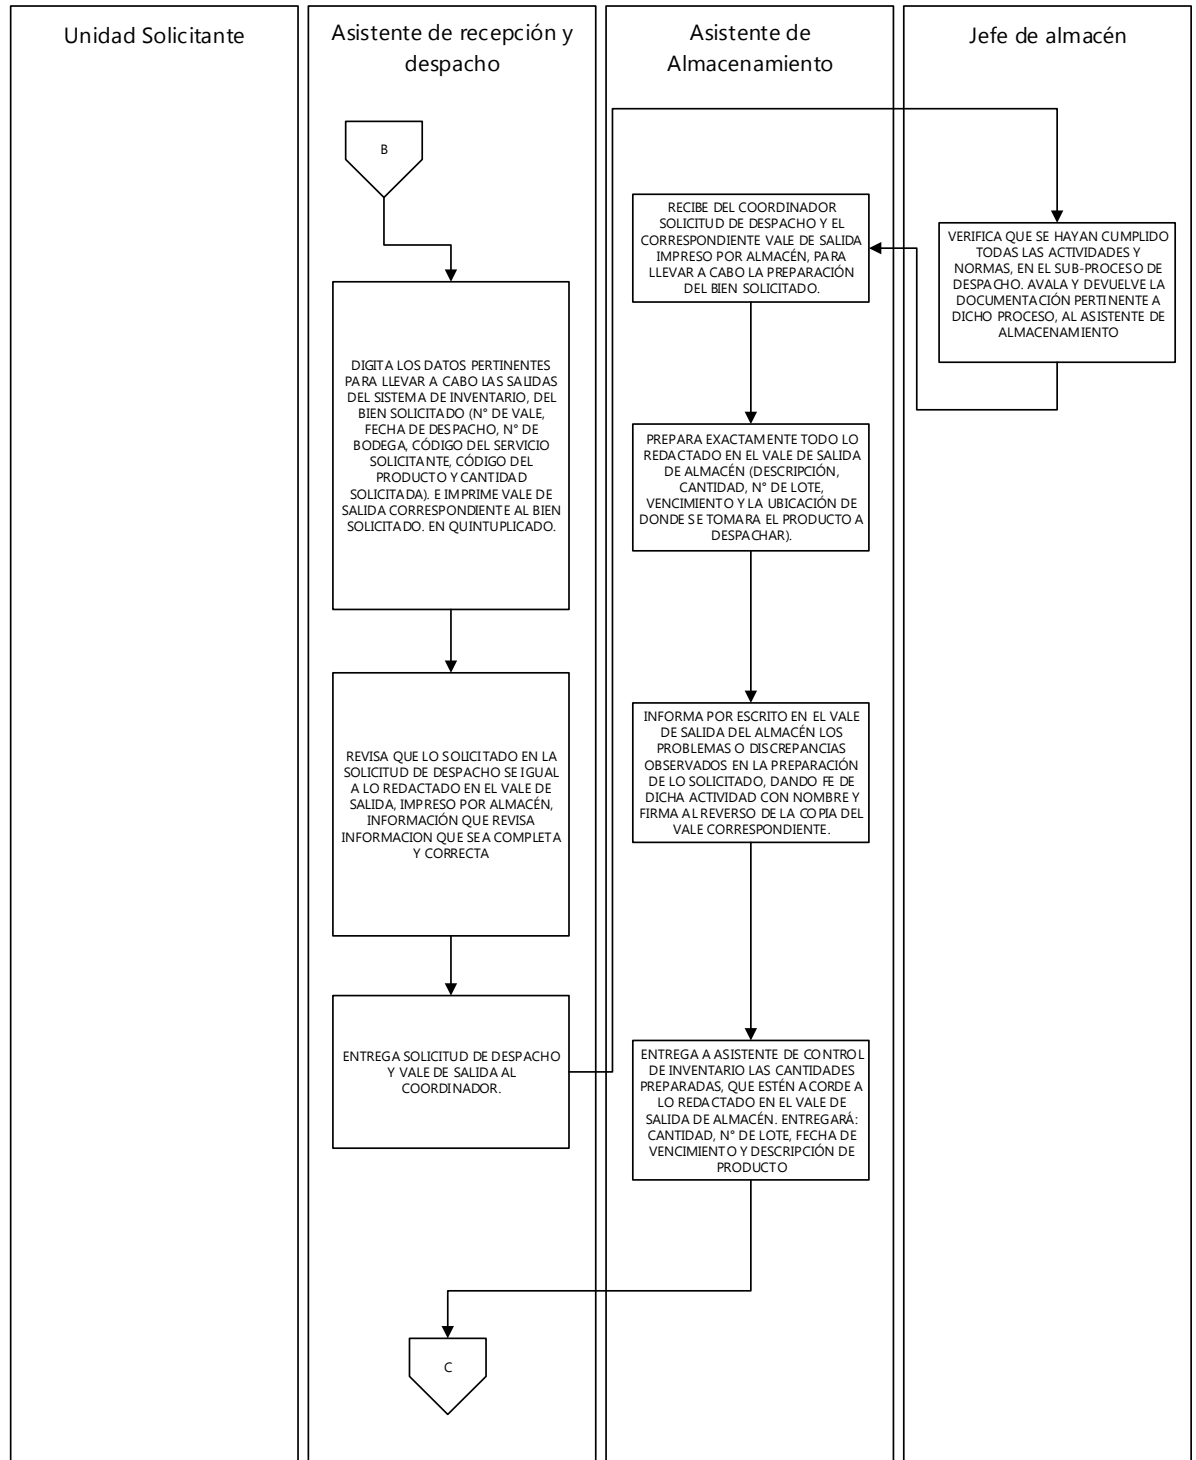 Unidad Solicitante
Asistente de recepción y
despacho
Asistente de
Almacenamiento
Jefe de almacén
B
DIGITA LOS DATOS PERTINENTES
PARA LLEVAR A CABO LAS SALIDAS
DEL SISTEMA DE INVENTARIO, DEL
BIEN SOLICITADO (N° DE VALE,
FECHA DE DESPACHO, N° DE
BODEGA, CÓDIGO DEL SERVICIO
SOLICITANTE, CÓDIGO DEL
PRODUCTO Y CANTIDAD
SOLICITADA). E IMPRIME VALE DE
SALIDA CORRESPONDIENTE AL BIEN
SOLICITADO. EN QUINTUPLICADO.
REVISA QUE LO SOLICITADO EN LA
SOLICITUD DE DESPACHO SE IGUAL
A LO REDACTADO EN EL VALE DE
SALIDA, IMPRESO POR ALMACÉN,
INFORMACIÓN QUE REVISA
INFORMACION QUE SEA COMPLETA
Y CORRECTA
ENTREGA SOLICITUD DE DESPACHO
Y VALE DE SALIDA AL
COORDINADOR.
RECIBE DEL COORDINADOR
SOLICITUD DE DESPACHO Y EL
CORRESPONDIENTE VALE DE SALIDA
IMPRESO POR ALMACÉN, PARA
LLEVAR A CABO LA PREPARACIÓN
DEL BIEN SOLICITADO.
PREPARA EXACTAMENTE TODO LO
REDACTADO EN EL VALE DE SALIDA
DE ALMACÉN (DESCRIPCIÓN,
CANTIDAD, N° DE LOTE,
VENCIMIENTO Y LA UBICACIÓN DE
DONDE SE TOMARA EL PRODUCTO A
DESPACHAR).
INFORMA POR ESCRITO EN EL VALE
DE SALIDA DEL ALMACÉN LOS
PROBLEMAS O DISCREPANCIAS
OBSERVADOS EN LA PREPARACIÓN
DE LO SOLICITADO, DANDO FE DE
DICHA ACTIVIDAD CON NOMBRE Y
FIRMA AL REVERSO DE LA COPIA DEL
VALE CORRESPONDIENTE.
ENTREGA A ASISTENTE DE CONTROL
DE INVENTARIO LAS CANTIDADES
PREPARADAS, QUE ESTÉN ACORDE A
LO REDACTADO EN EL VALE DE
SALIDA DE ALMACÉN. ENTREGARÁ:
CANTIDAD, N° DE LOTE, FECHA DE
VENCIMIENTO Y DESCRIPCIÓN DE
PRODUCTO
VERIFICA QUE SE HAYAN CUMPLIDO
TODAS LAS ACTIVIDADES Y
NORMAS, EN EL SUB-PROCESO DE
DESPACHO. AVALA Y DEVUELVE LA
DOCUMENTACIÓN PERTINENTE A
DICHO PROCESO, AL ASISTENTE DE
ALMACENAMIENTO
C